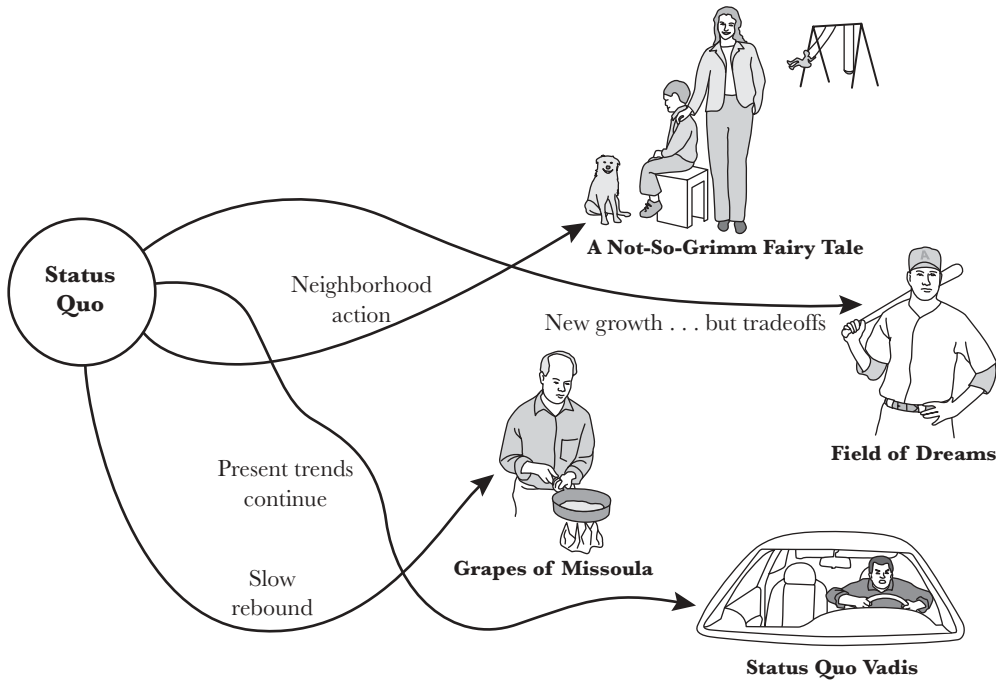 A Not-So-Grimm Fairy Tale
Status
Quo
A
Neighborhood
action
New growth . . . but tradeoffs
Field of Dreams
Present trends
continue
Grapes of Missoula
Slow
rebound
Status Quo Vadis